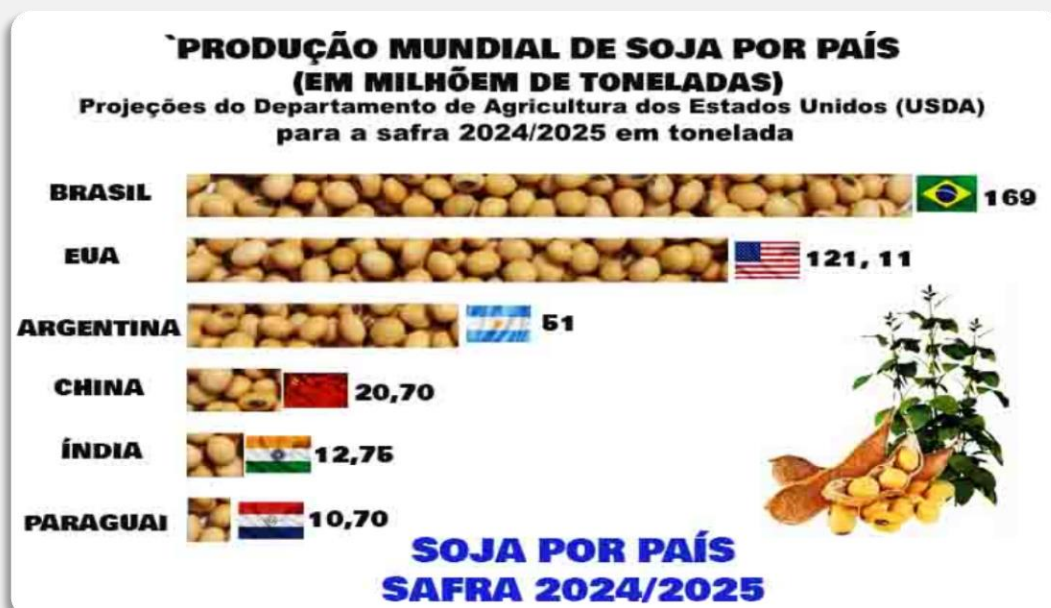 `PRODUÇÃO MUNDIAL DE SOJA POR PAÍS
(EM MILHÕEM DE TONELADAS)
Projeções do Departamento de Agricultura dos Estados Unidos (USDA)
para a safra 2024/2025 em tonelada
BRASIL 169
EUA 121, 11
ARGENTINA 51
CHINA 20,70
ÍNDIA 12,75
PARAGUAI 10,70
SOJA POR PAÍS
SAFRA 2024/2025